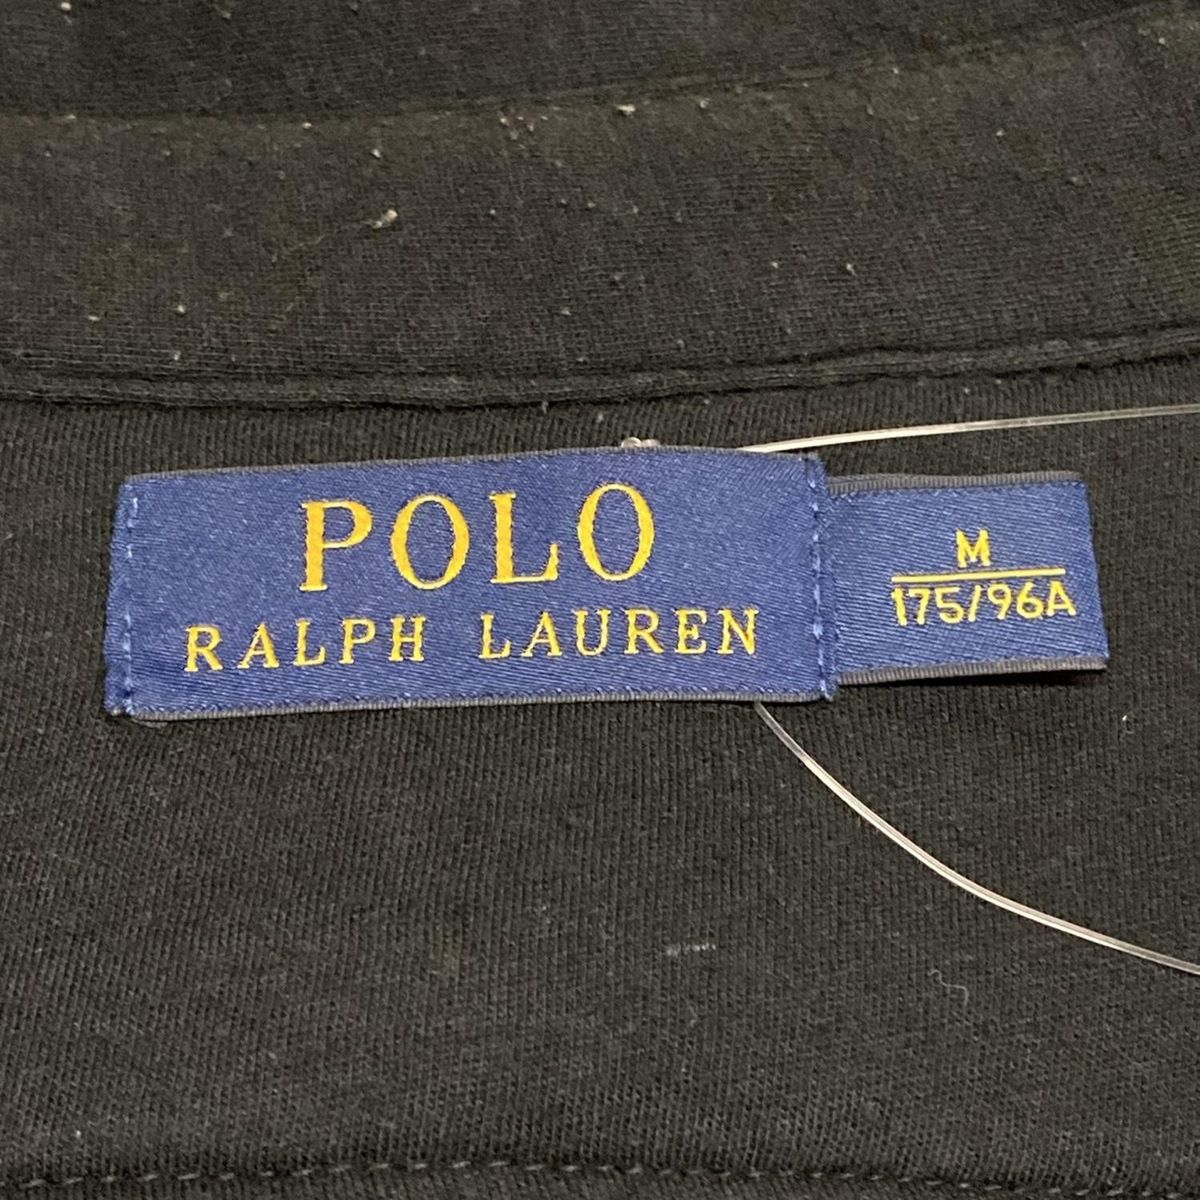 POLO
RALPH LAUREN
M
175/96A